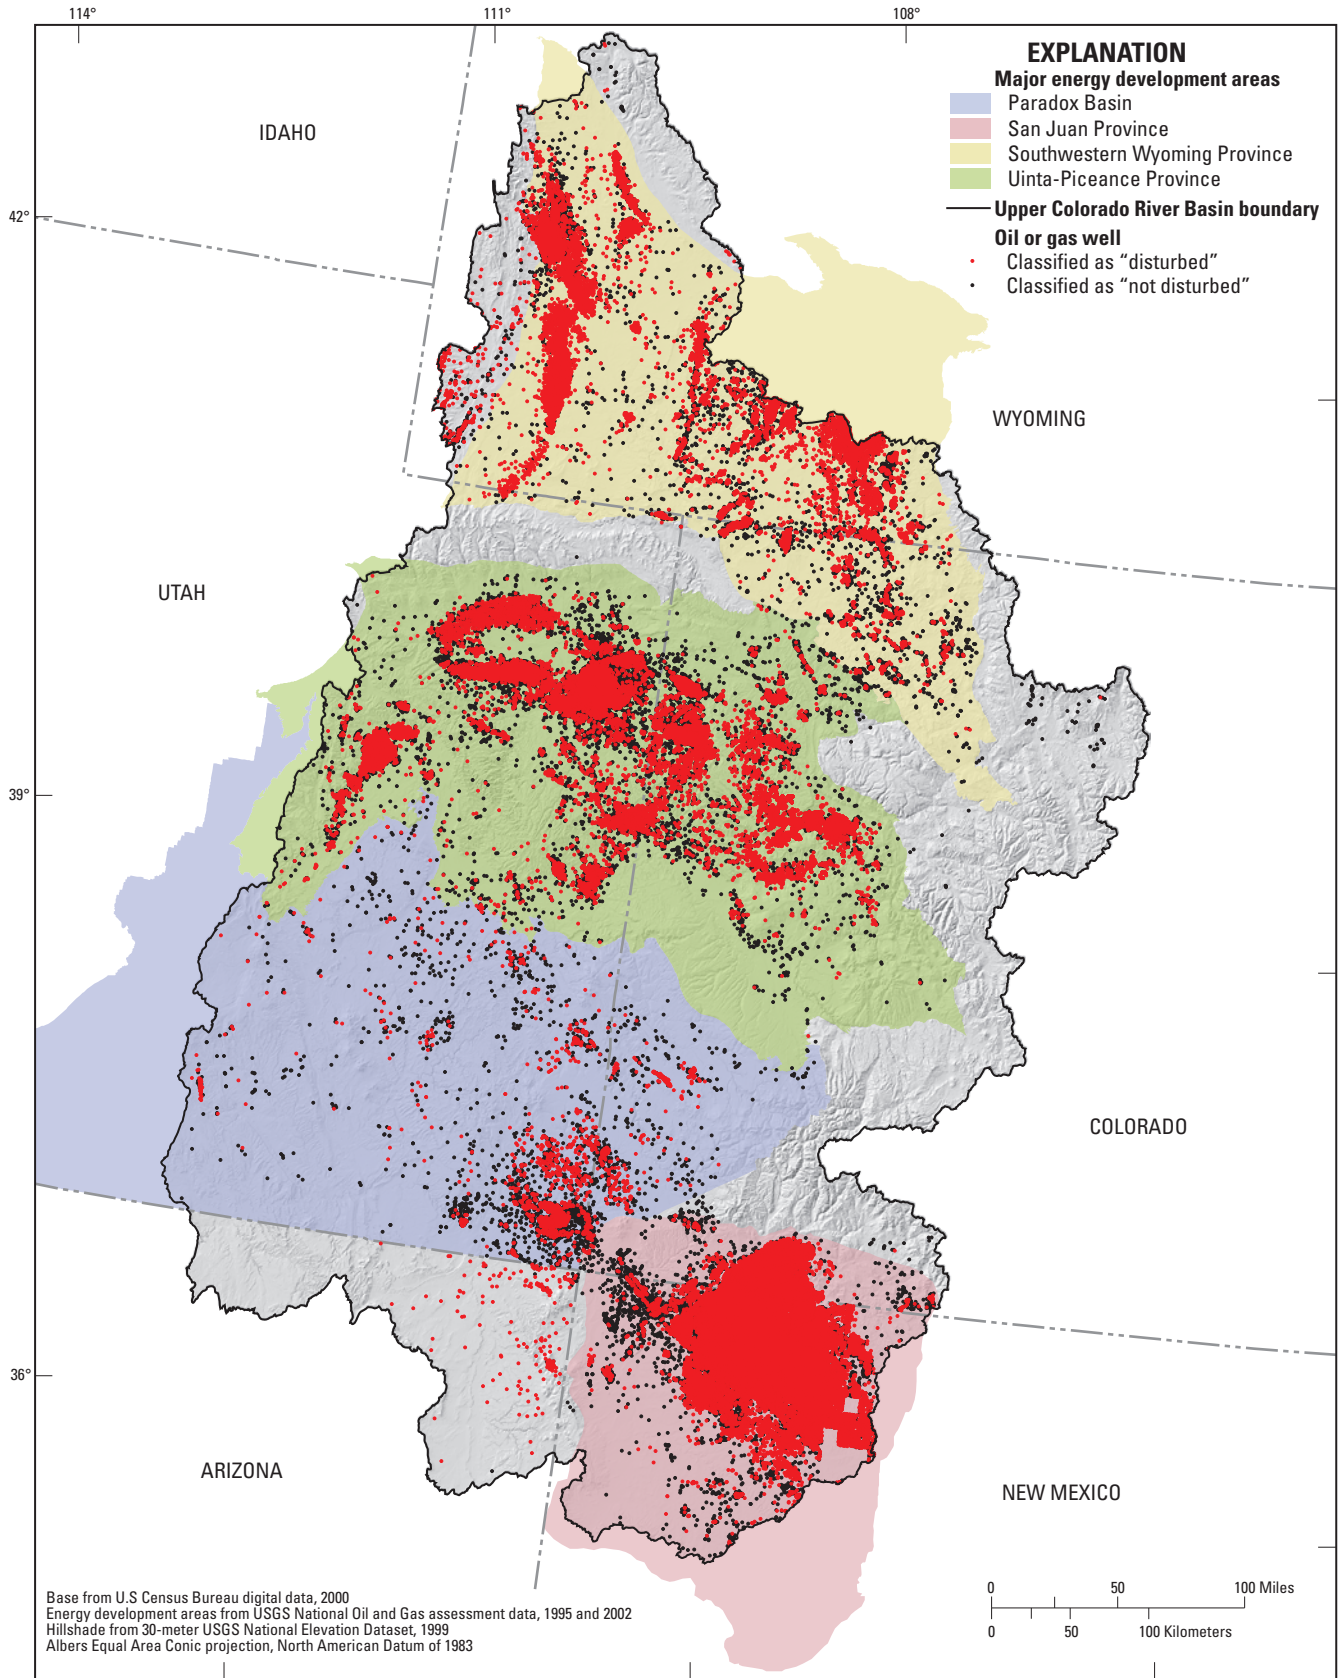 114°
111°
108°
EXPLANATION
Major energy development areas
Paradox Basin
San Juan Province
Southwestern Wyoming Province
Uinta-Piceance Province
Upper Colorado River Basin boundary
Oil or gas well
Classified as “disturbed”
Classified as “not disturbed”
IDAHO
42°
WYOMING
UTAH
39°
COLORADO
36°
ARIZONA
NEW MEXICO
Base from U.S Census Bureau digital data, 2000
Energy development areas from USGS National Oil and Gas assessment data, 1995 and 2002
Hillshade from 30-meter USGS National Elevation Dataset, 1999
Albers Equal Area Conic projection, North American Datum of 1983
0 50 100 Miles
0 50 100 Kilometers